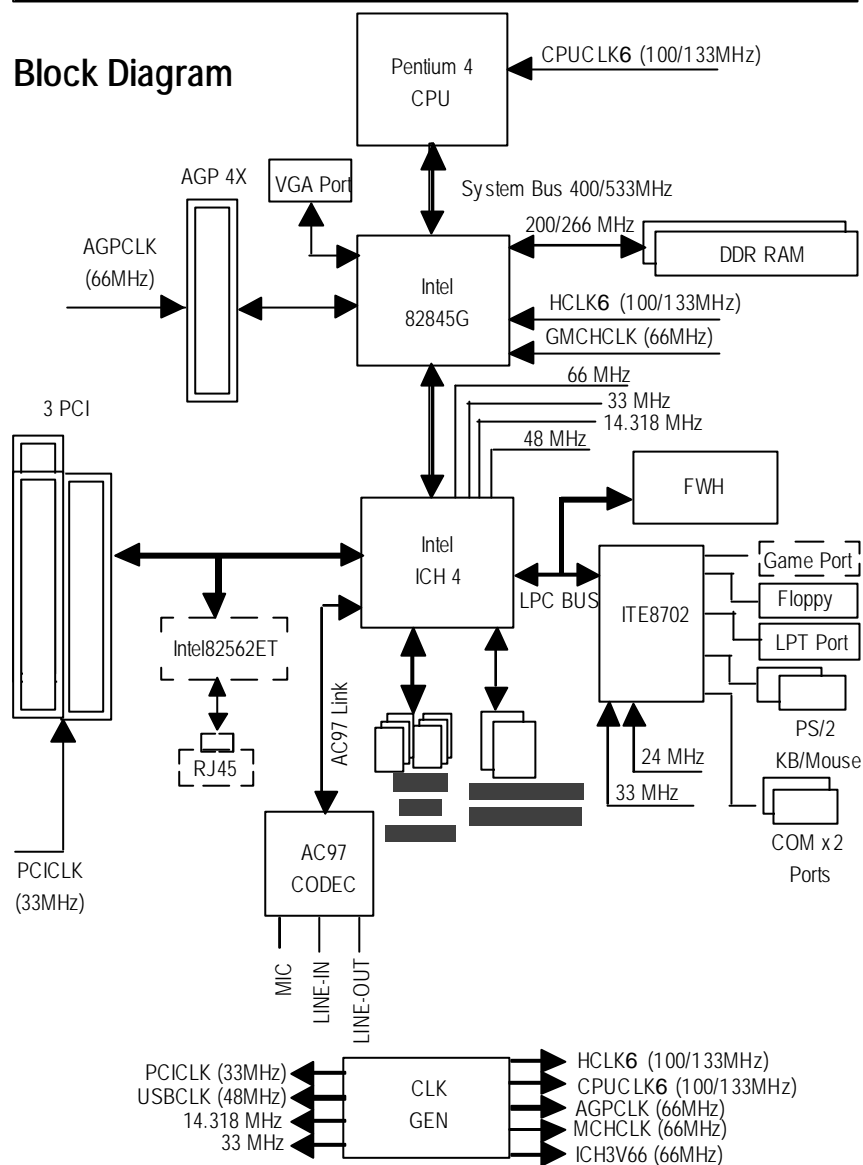 Block Diagram
Pentium 4
CPU
CPUCLK6 (100/133MHz)
System Bus 400/533MHz
AGP 4X
VGA Port
200/266 MHz
DDR RAM
AGPCLK
(66MHz)
Intel
82845G
HCLK6 (100/133MHz)
GMCHCLK (66MHz)
66 MHz
33 MHz
14.318 MHz
48 MHz
3 PCI
FWH
Intel
ICH 4
LPC BUS
ITE8702
Game Port
Floppy
LPT Port
PS/2
KB/Mouse
Intel82562ET
RJ45
AC97 Link
24 MHz
33 MHz
COM x 2
Ports
PCICLK
(33MHz)
AC97
CODEC
MIC
LINE-IN
LINE-OUT
CLK
GEN
PCICLK (33MHz)
USBCLK (48MHz)
14.318 MHz
33 MHz
HCLK6 (100/133MHz)
CPUCLK6 (100/133MHz)
AGPCLK (66MHz)
MCHCLK (66MHz)
ICH3V66 (66MHz)